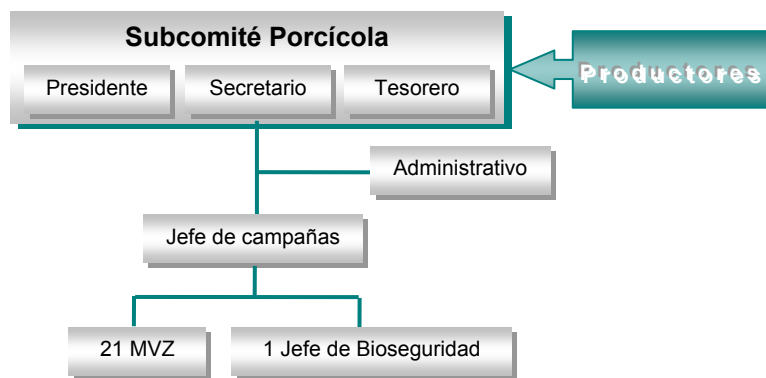 Subcomité Porcícola
Productores
Presidente
Secretario
Tesorero
Administrativo
Jefe de campañas
21 MVZ
1 Jefe de Bioseguridad